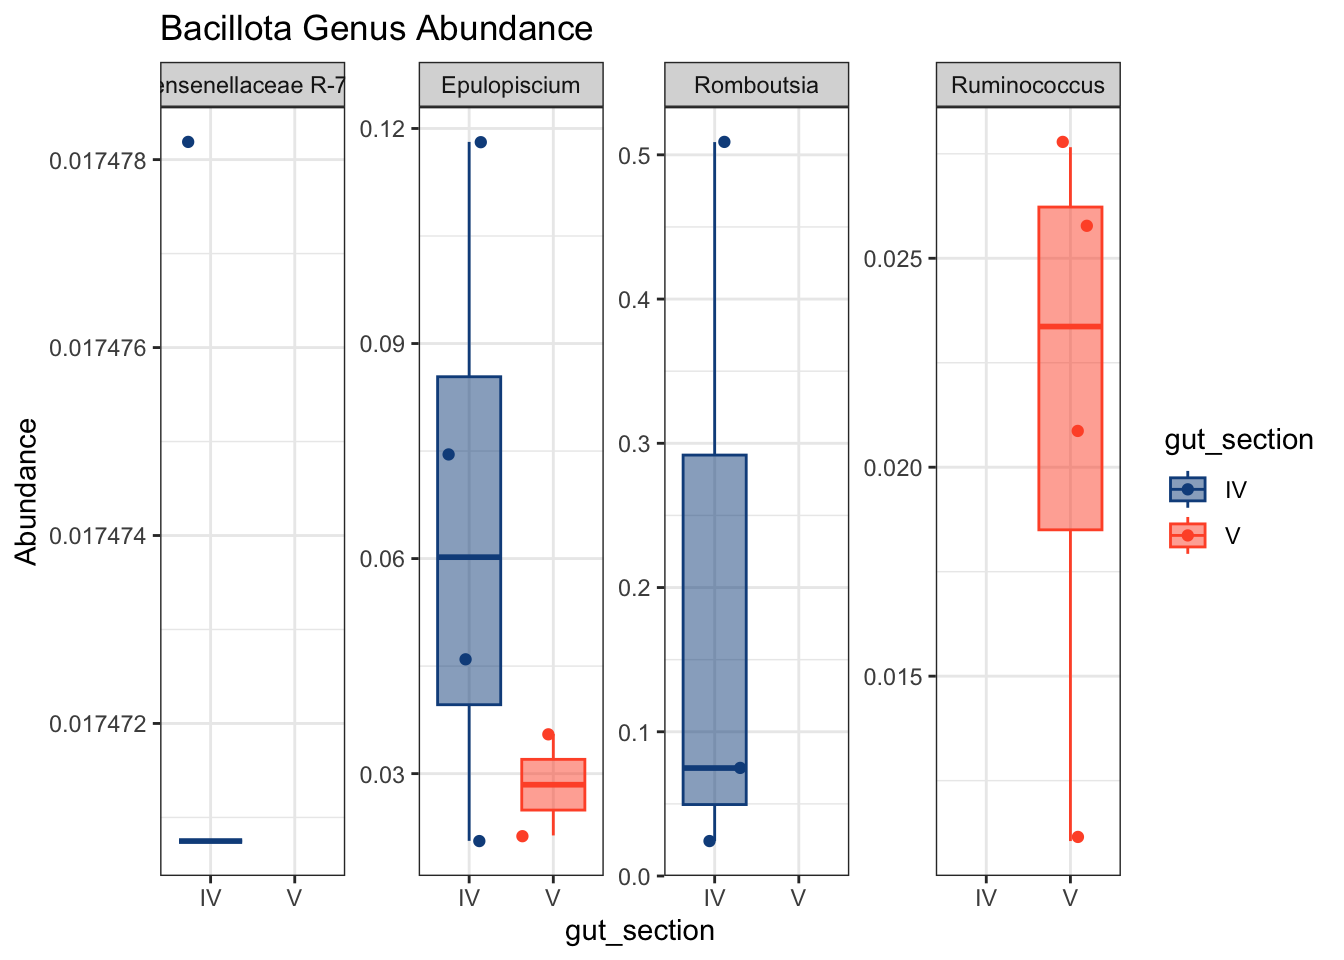 Bacillota Genus Abundance
ensenellaceae R-7
Epulopiscium
Romboutsia
Ruminococcus
Abundance
0.017478
0.017476
0.017474
0.017472
0.12
0.09
0.06
0.03
0.5
0.4
0.3
0.2
0.1
0.0
0.025
0.020
0.015
IV V
IV V
IV V
IV V
gut_section
gut_section
IV
V